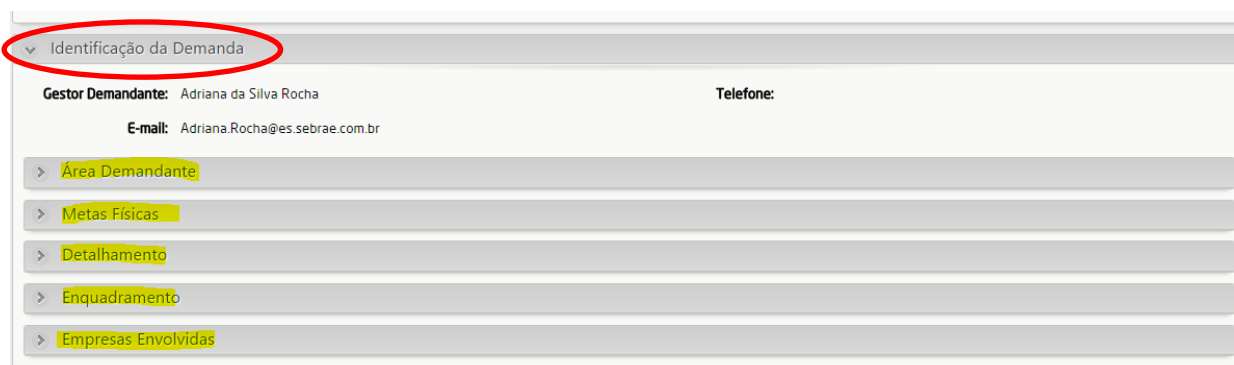 Identificação da Demanda
Gestor Demandante: Adriana da Silva Rocha Telefone:
E-mail: Adriana.Rocha@es.sebrae.com.br
Área Demandante
Metas Físicas
Detalhamento
Enquadramento
Empresas Envolvidas